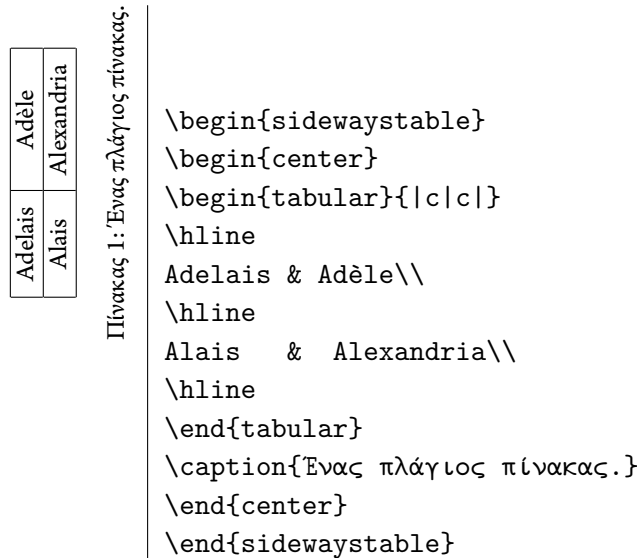 Adelais Adèle
Alais Alexandria
Πίνακας 1: Ένας πλάγιος πίνακας.
\begin{sidewaystable}
\begin{center}
\begin{tabular}{|c|c|}
\hline
Adelais & Adèle\\
\hline
Alais   &  Alexandria\\
\hline
\end{tabular}
\caption{Ένας πλάγιος πίνακας.}
\end{center}
\end{sidewaystable}